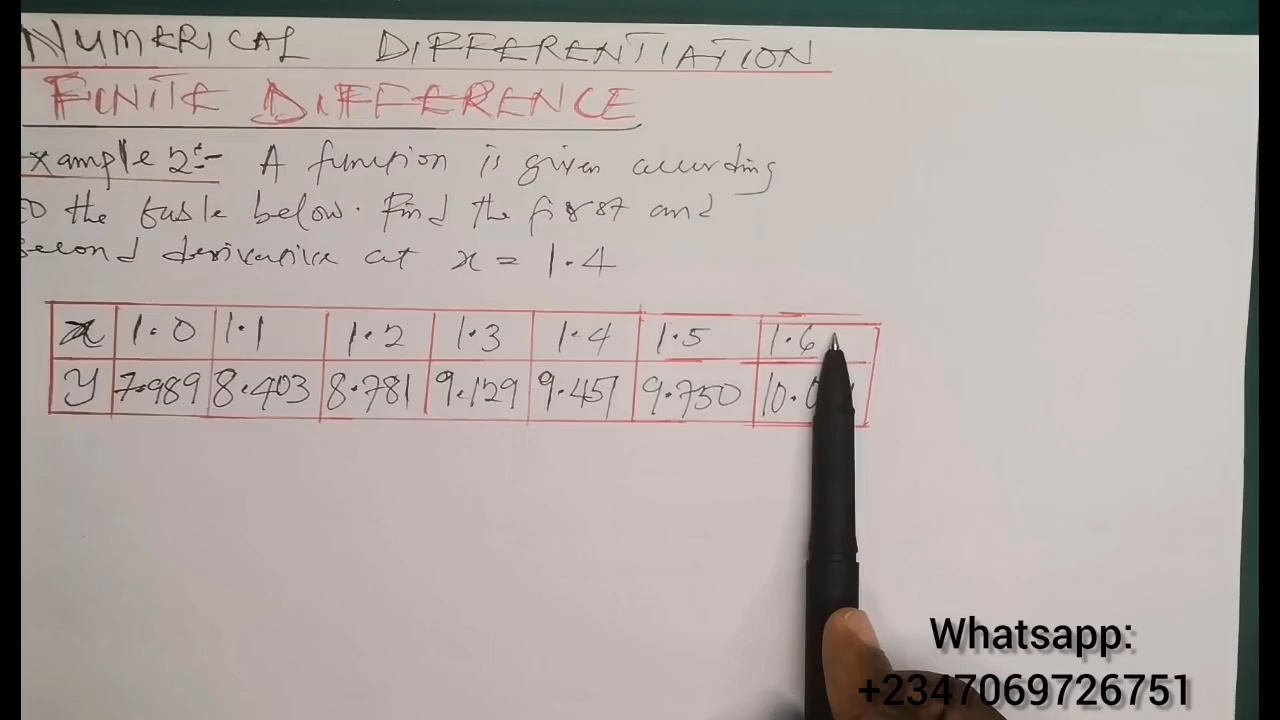 NUMERICAL DIFFERENTIATION
FINITE DIFFERENCE
Example 2:- A function is given according
to the table below. Find the first and
second derivative at x = 1.4
x 1.0 1.1 1.2 1.3 1.4 1.5 1.6
y 7.989 8.403 8.781 9.129 9.451 9.750
Whatsapp:
+2347069726751